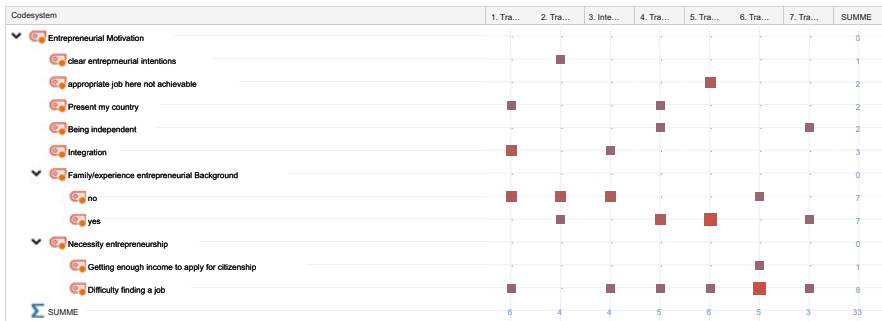 Codesystem 1. Tra... 2. Tra... 3. Inte... 4. Tra... 5. Tra... 6. Tra... 7. Tra... SUMME
Entrepreneurial Motivation 0
clear entreprneurial intentions 1
appropriate job here not achievable 2
Present my country 2
Being independent 2
Integration 3
Family/experience entrepreneurial Background 0
no 7
yes 7
Necessity entrepreneurship 0
Getting enough income to apply for citizenship 1
Difficulty finding a job 8
Σ SUMME 6 4 4 5 6 5 3 33